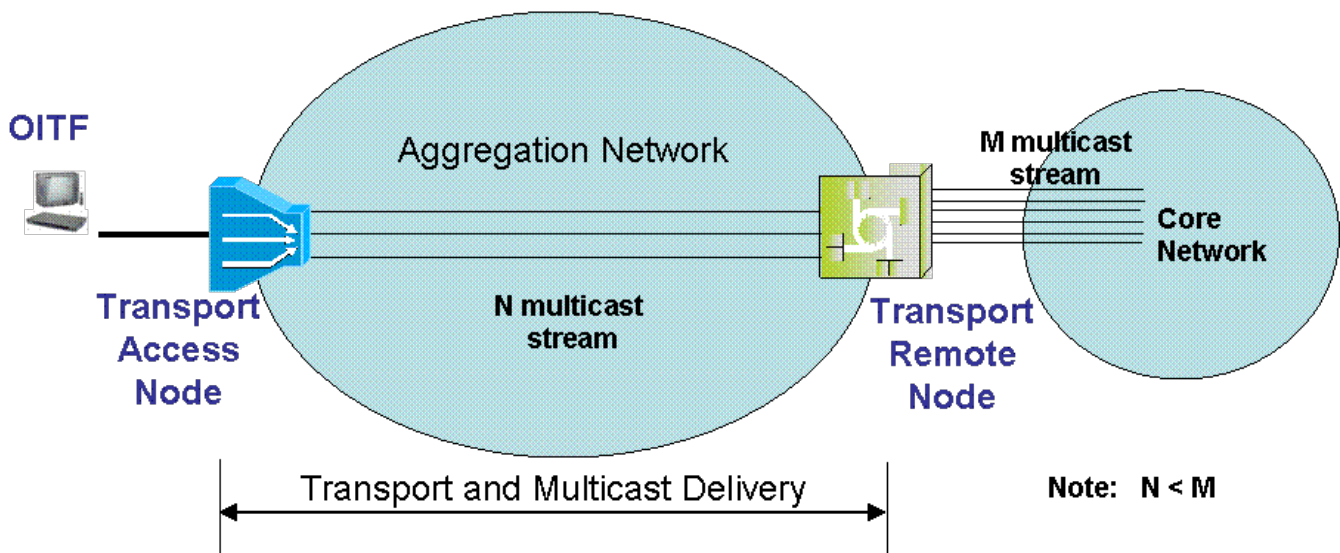 OITF
Aggregation Network
M multicast
stream
Core
Network
N multicast
stream
Transport
Access
Node
Transport
Remote
Node
Transport and Multicast Delivery
Note: N < M